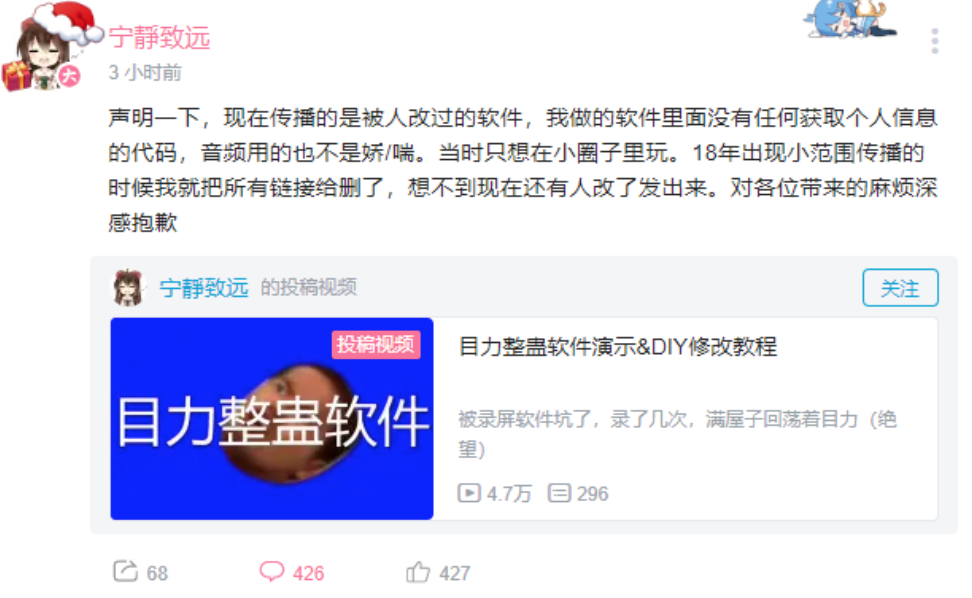 宁靜致远
大
3 小时前
声明一下，现在传播的是被人改过的软件，我做的软件里面没有任何获取个人信息
的代码，音频用的也不是娇/喘。当时只想在小圈子里玩。18年出现小范围传播的
时候我就把所有链接给删了，想不到现在还有人改了发出来。对各位带来的麻烦深
感抱歉
宁靜致远 的投稿视频
关注
投稿视频
目力整蛊软件
目力整蛊软件演示&DIY修改教程
被录屏软件坑了，录了几次，满屋子回荡着目力（绝
望）
4.7万 296
68 426 427